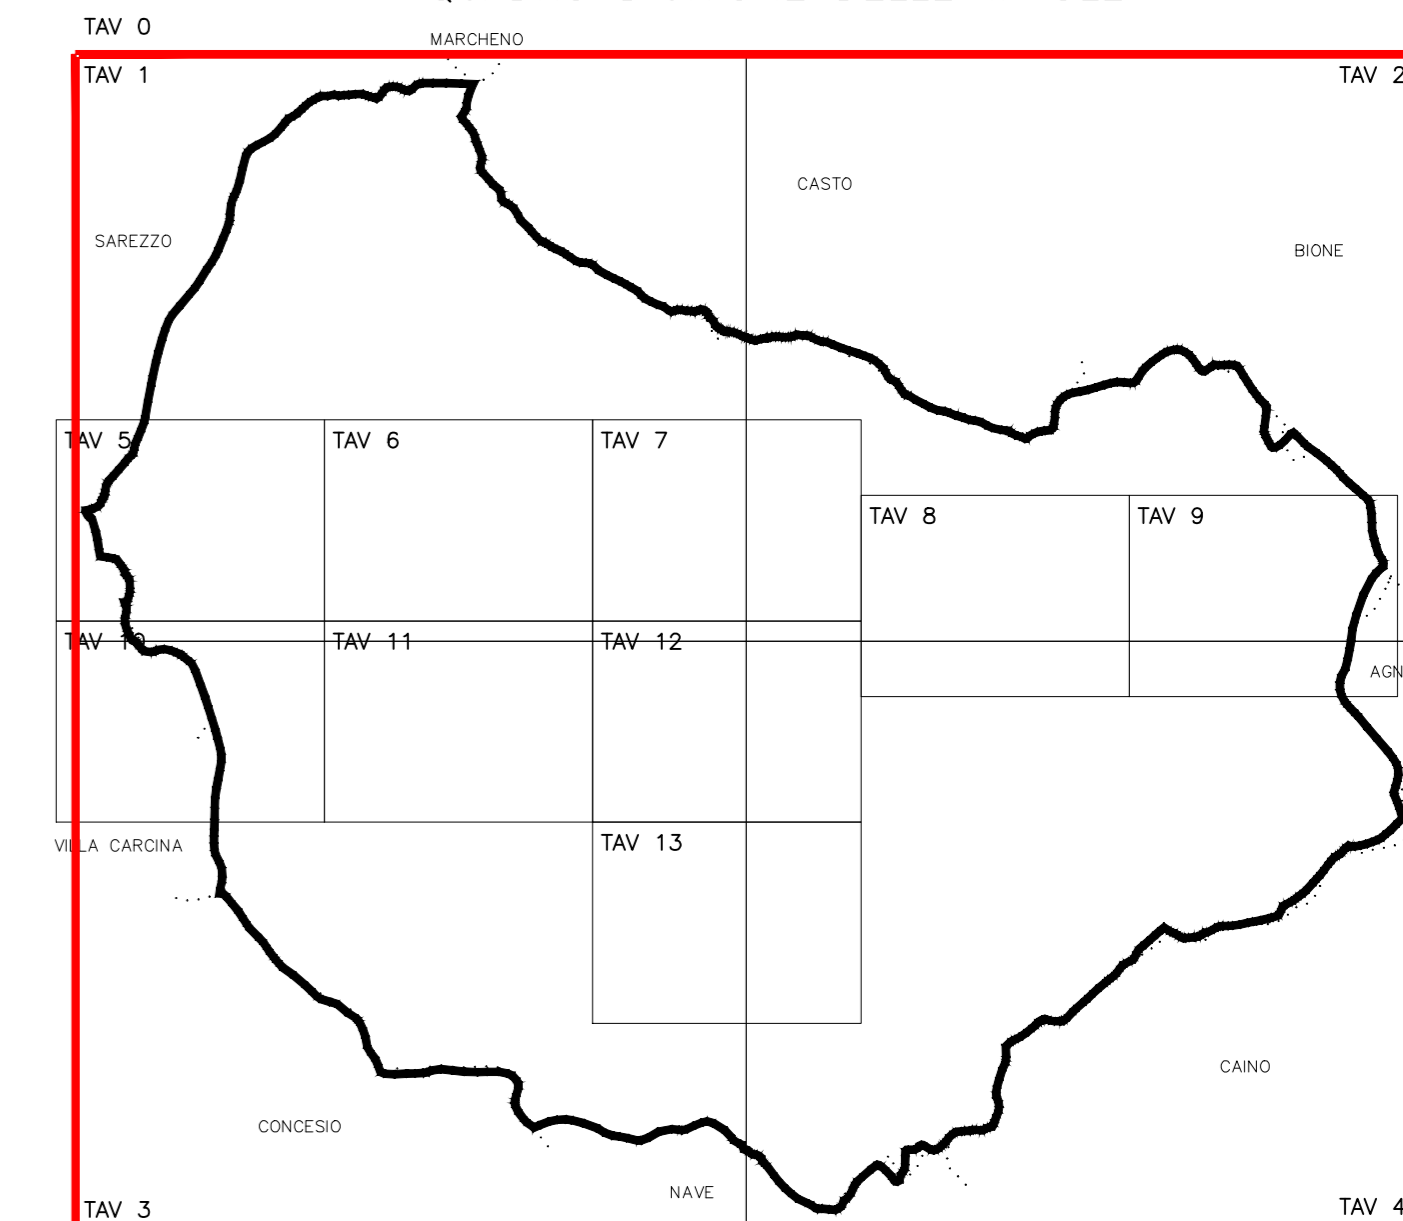 TAV 0
MARCHENO
TAV 1
TAV 2
CASTO
SAREZZO
BIONE
TAV 5
TAV 6
TAV 7
TAV 8
TAV 9
TAV 10
TAV 11
TAV 12
AGN
TAV 13
VILLA CARCINA
CAINO
CONCESIO
NAVE
TAV 3
TAV 4